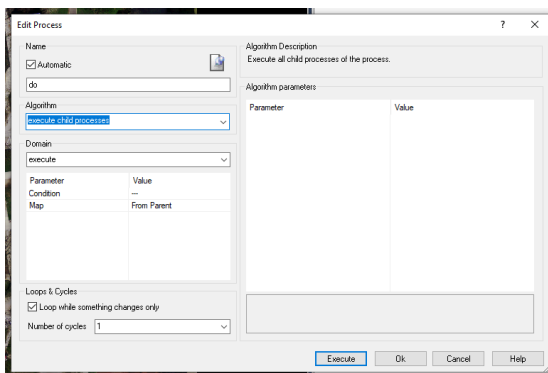 Edit Process
? X
Name
Automatic
do
Algorithm
execute child processes
Domain
execute
Parameter Value
Condition ---
Map From Parent
Loops & Cycles
Loop while something changes only
Number of cycles 1
Algorithm Description
Execute all child processes of the process.
Algorithm parameters
Parameter Value
Execute Ok Cancel Help